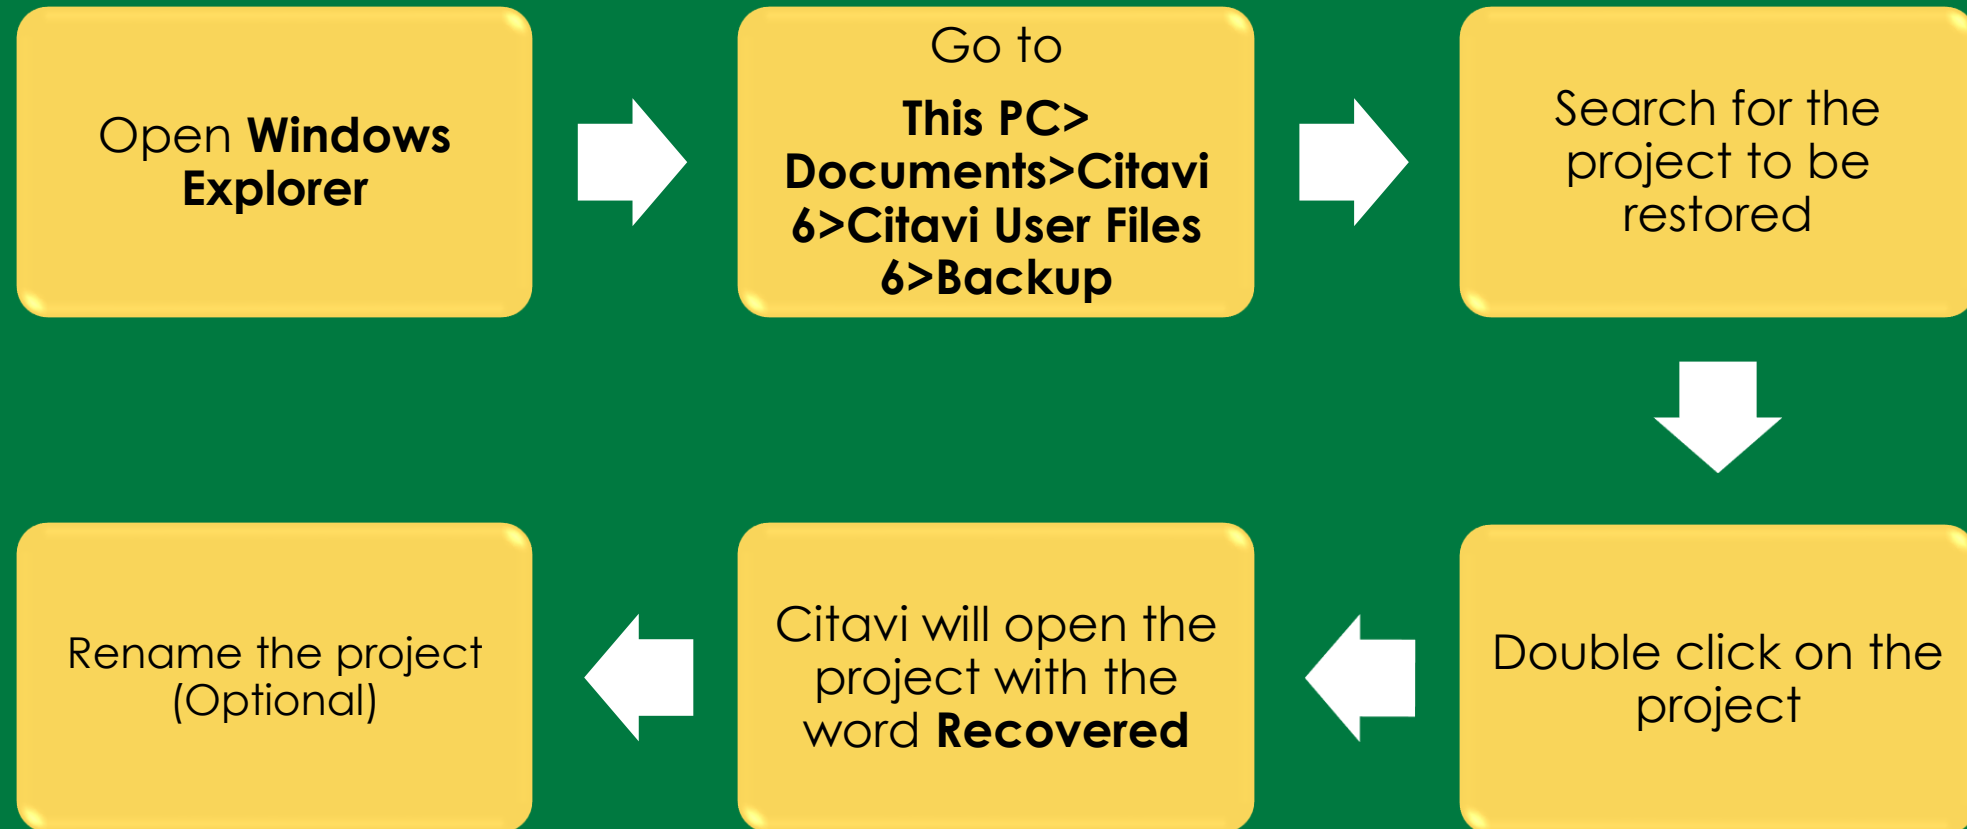 Open Windows
Explorer
Go to
This PC>
Documents>Citavi
6>Citavi User Files
6>Backup
Search for the
project to be
restored
Double click on the
project
Citavi will open the
project with the
word Recovered
Rename the project
(Optional)